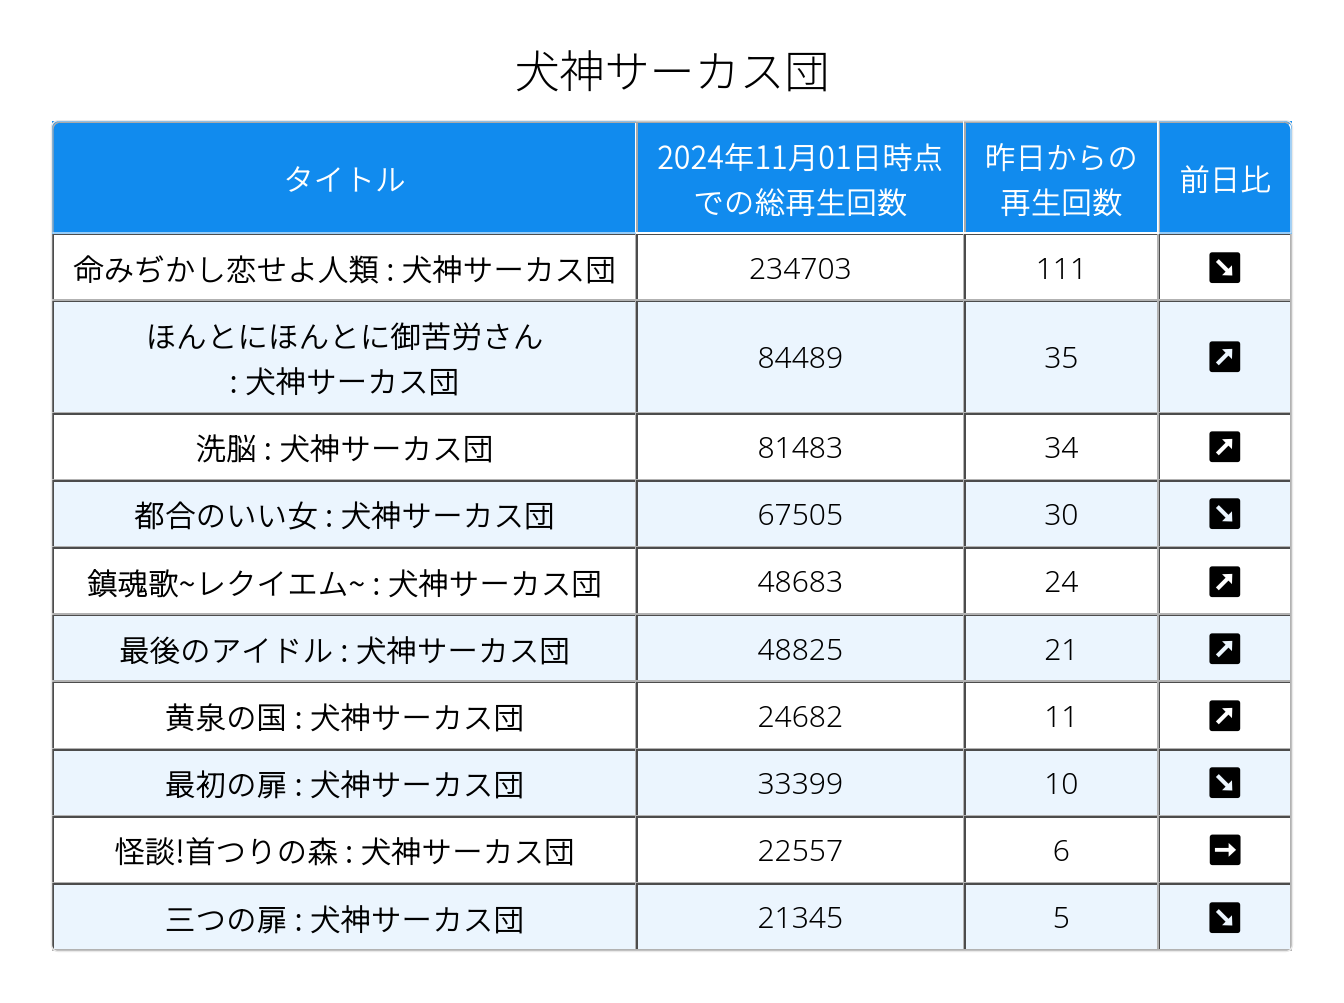 犬神サーカス団
タイトル
2024年11月01日時点
での総再生回数
昨日からの
再生回数
前日比
命みぢかし恋せよ人類 : 犬神サーカス団
234703
111
ほんとにほんとに御苦労さん
: 犬神サーカス団
84489
35
洗脳 : 犬神サーカス団
81483
34
都合のいい女 : 犬神サーカス団
67505
30
鎮魂歌~レクイエム~ : 犬神サーカス団
48683
24
最後のアイドル : 犬神サーカス団
48825
21
黄泉の国 : 犬神サーカス団
24682
11
最初の扉 : 犬神サーカス団
33399
10
怪談!首つりの森 : 犬神サーカス団
22557
6
三つの扉 : 犬神サーカス団
21345
5